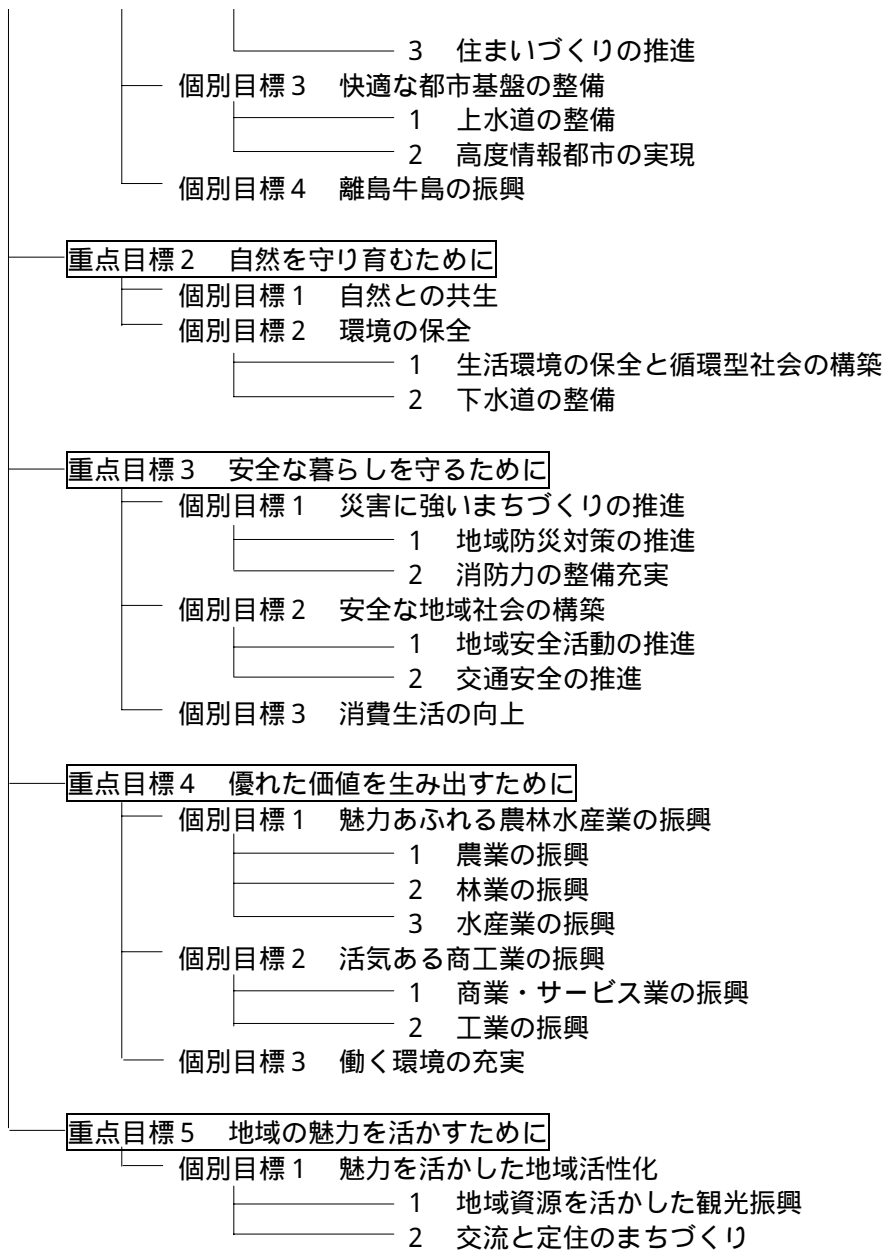 3 住まいづくりの推進
個別目標3 快適な都市基盤の整備
1 上水道の整備
2 高度情報都市の実現
個別目標4 離島牛島の振興
重点目標2 自然を守り育むために
個別目標1 自然との共生
個別目標2 環境の保全
1 生活環境の保全と循環型社会の構築
2 下水道の整備
重点目標3 安全な暮らしを守るために
個別目標1 災害に強いまちづくりの推進
1 地域防災対策の推進
2 消防力の整備充実
個別目標2 安全な地域社会の構築
1 地域安全活動の推進
2 交通安全の推進
個別目標3 消費生活の向上
重点目標4 優れた価値を生み出すために
個別目標1 魅力あふれる農林水産業の振興
1 農業の振興
2 林業の振興
3 水産業の振興
個別目標2 活気ある商工業の振興
1 商業・サービス業の振興
2 工業の振興
個別目標3 働く環境の充実
重点目標5 地域の魅力を活かすために
個別目標1 魅力を活かした地域活性化
1 地域資源を活かした観光振興
2 交流と定住のまちづくり